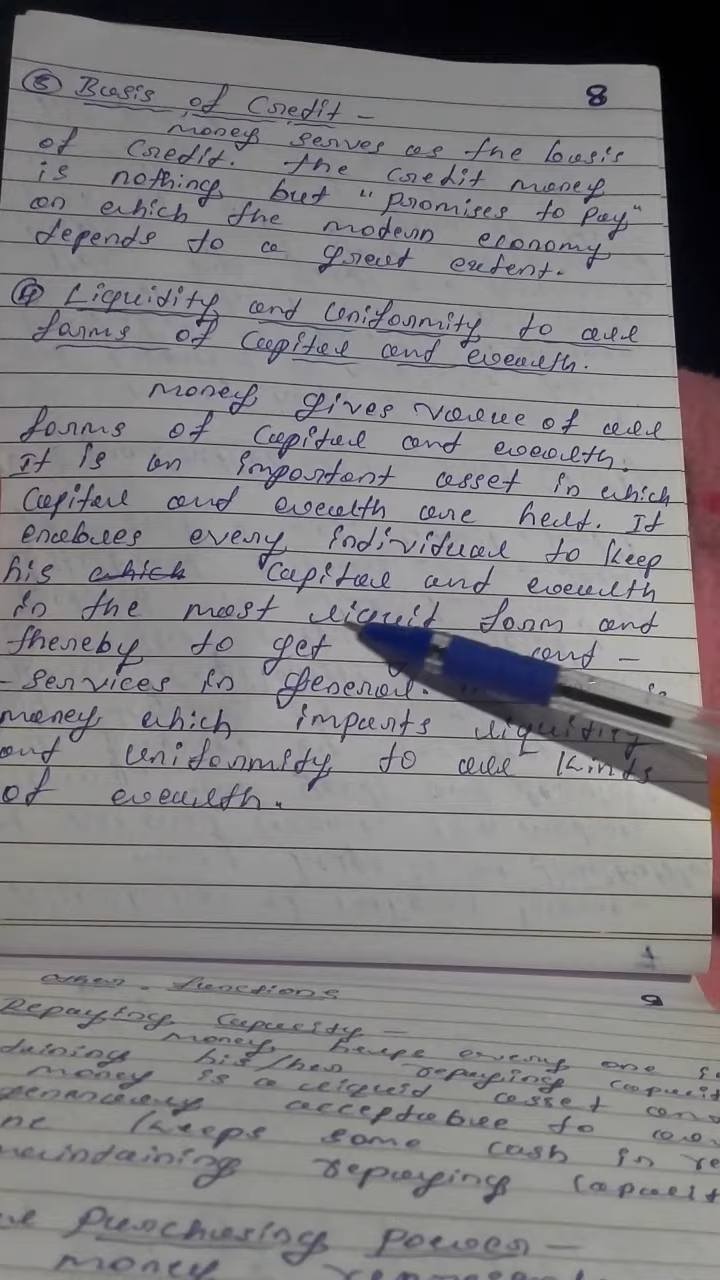 8
③ Basis of Credit -
money serves as the basis
of Credit. The Credit money
is nothing but "promises to pay"
on which the modern economy
depends to a great extent.
④ Liquidity and Uniformity to all
forms of Capital and wealth.
money gives value of all
forms of Capital and wealth.
It is an important asset in which
Capital and wealth are held. It
enables every individual to keep
his which Capital and wealth
in the most liquid form and
thereby to get and -
- services in general.
money which imparts liquidity
and uniformity to all kinds
of wealth.
9
other functions
Repaying Capacity -
money helps every one
his/her repaying
money is a liquid asset
acceptable to
keeps some cash in
maintaining repaying
Purchasing power -
money